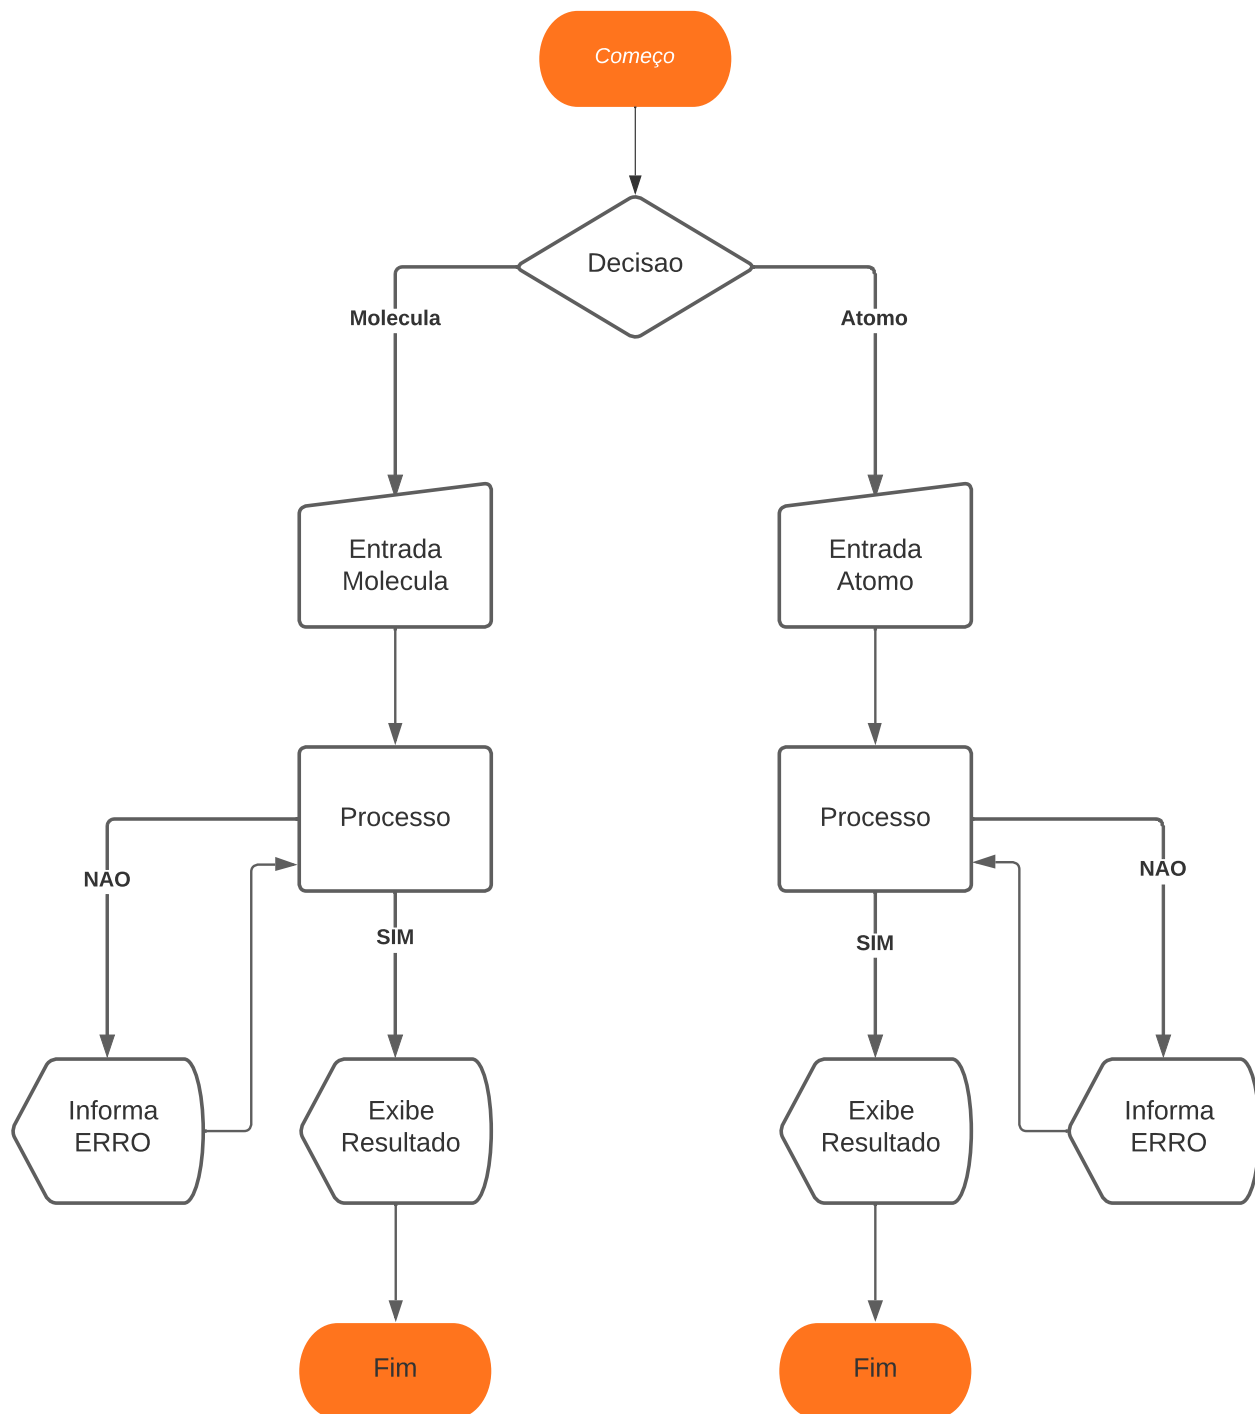 Começo
Decisao
Molecula
Atomo
Entrada
Molecula
Entrada
Atomo
Processo
Processo
NAO
NAO
SIM
SIM
Informa
ERRO
Exibe
Resultado
Exibe
Resultado
Informa
ERRO
Fim
Fim